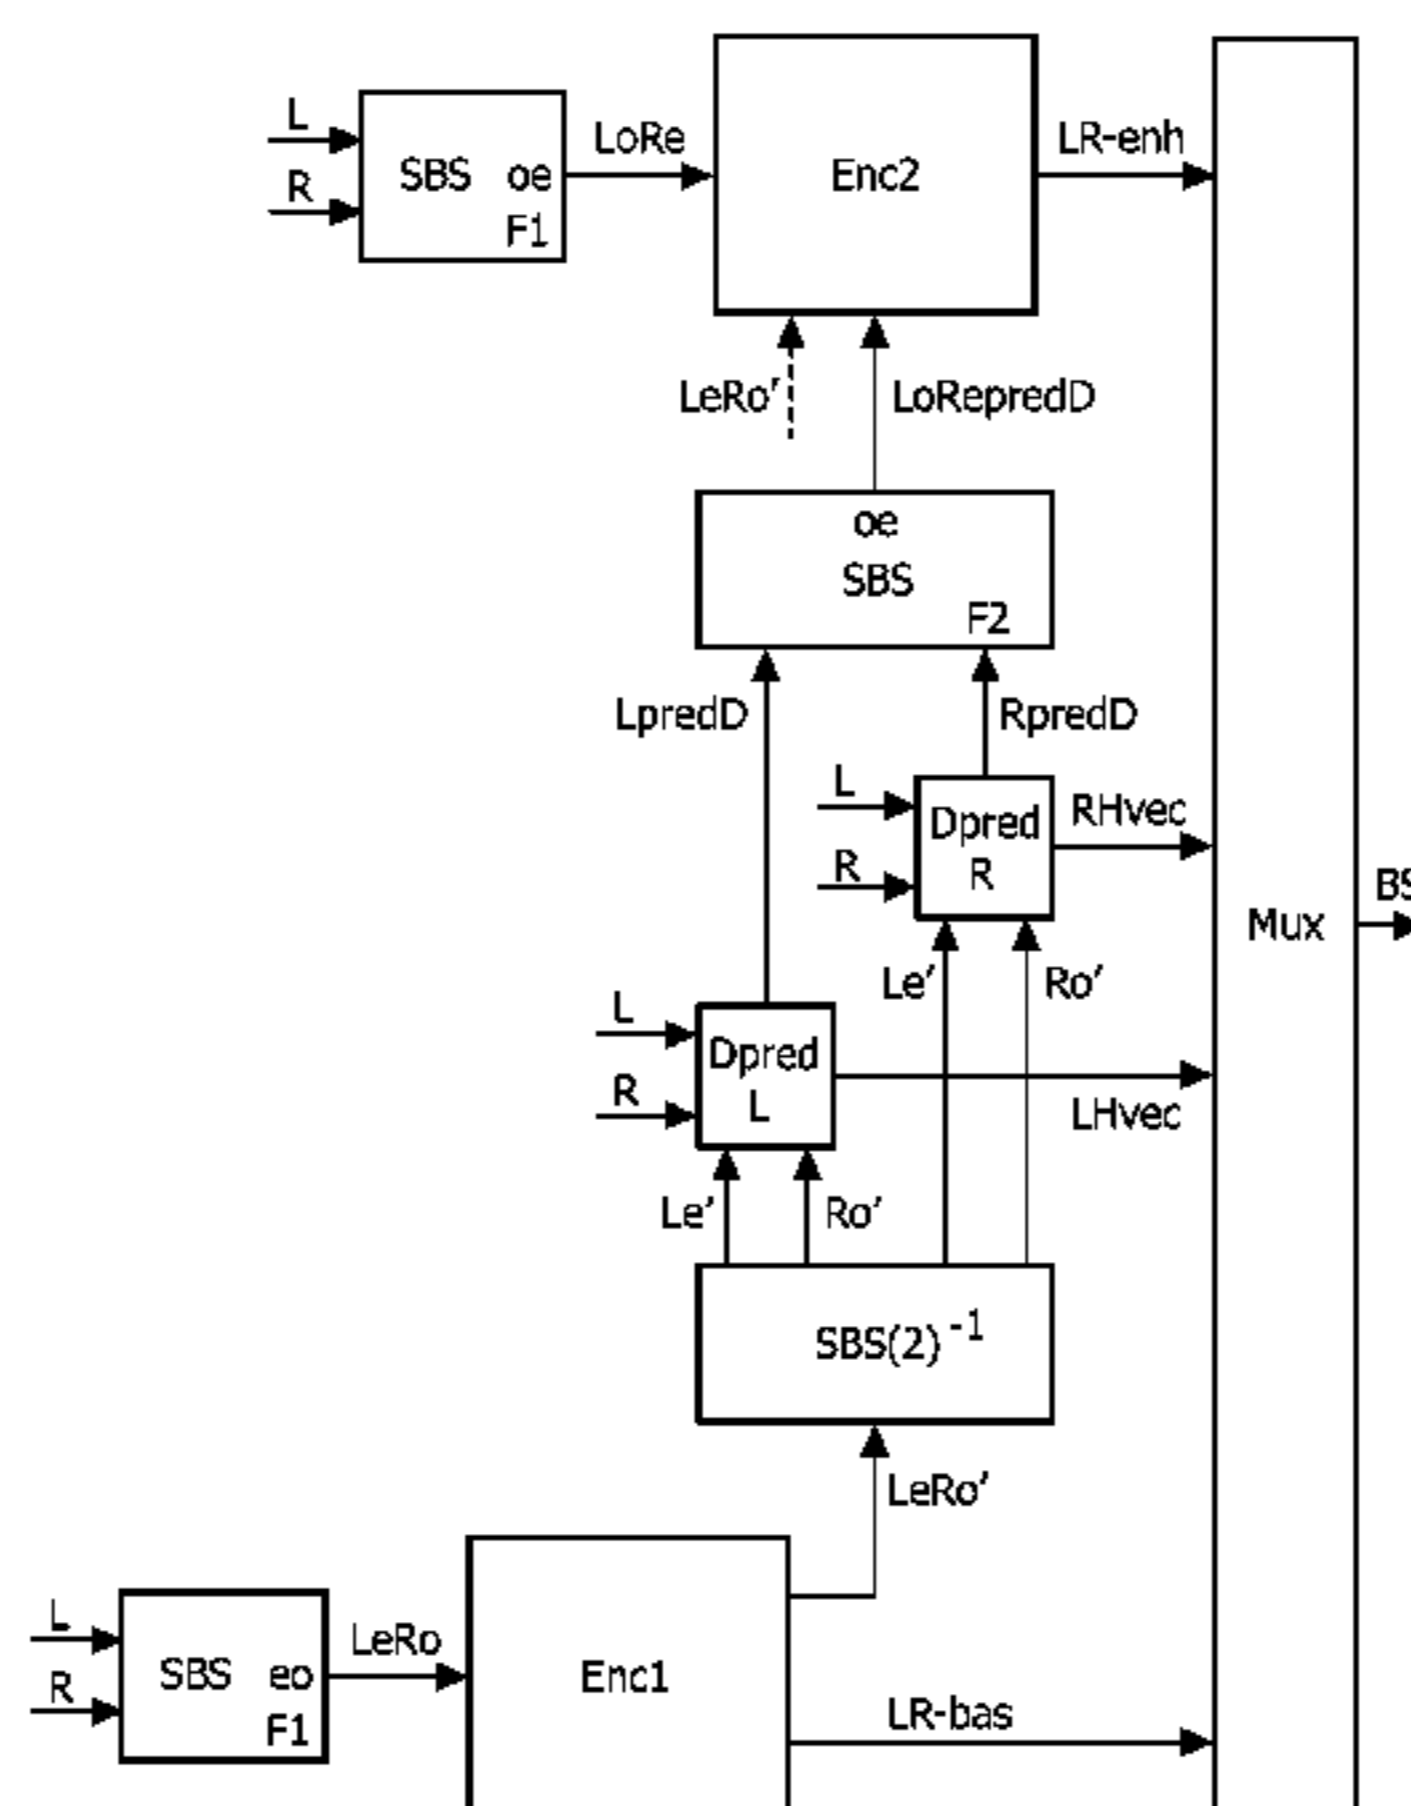 L
R
SBS oe
F1
LoRe
Enc2
LR-enh
LeRo′
LoRepredD
oe
SBS
F2
LpredD
RpredD
L
R
Dpred
R
RHvec
Mux
BS
Le′
Ro′
L
R
Dpred
L
LHvec
Le′
Ro′
SBS(2)⁻¹
LeRo′
L
R
SBS eo
F1
LeRo
Enc1
LR-bas